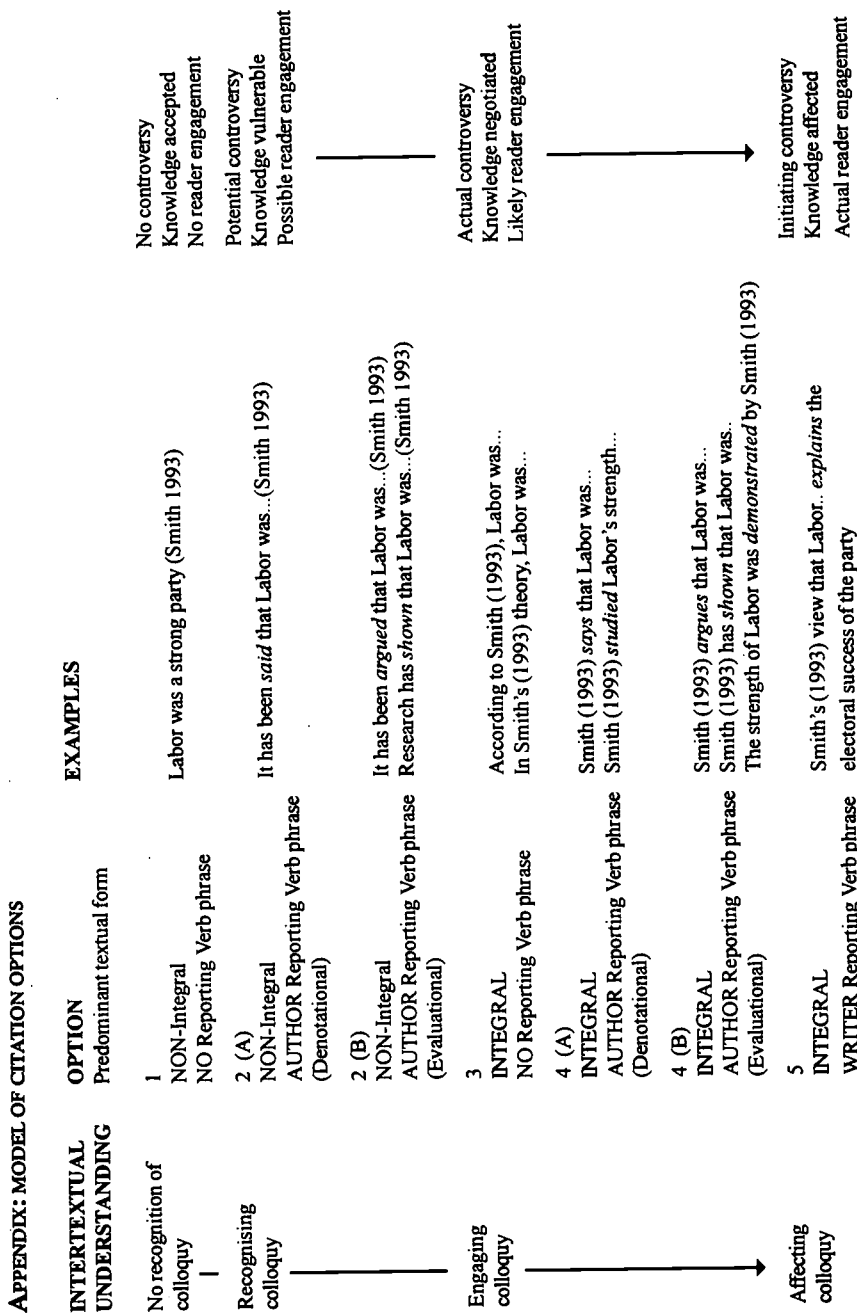 APPENDIX: MODEL OF CITATION OPTIONS
INTERTEXTUAL
UNDERSTANDING
OPTION
Predominant textual form
EXAMPLES
No recognition of
colloquy
1
NON-Integral
NO Reporting Verb phrase
Labor was a strong party (Smith 1993)
No controversy
Knowledge accepted
No reader engagement
Recognising
colloquy
2 (A)
NON-Integral
AUTHOR Reporting Verb phrase
(Denotational)
It has been said that Labor was...(Smith 1993)
Potential controversy
Knowledge vulnerable
Possible reader engagement
2 (B)
NON-Integral
AUTHOR Reporting Verb phrase
(Evaluational)
It has been argued that Labor was...(Smith 1993)
Research has shown that Labor was...(Smith 1993)
Engaging
colloquy
3
INTEGRAL
NO Reporting Verb phrase
According to Smith (1993), Labor was...
In Smith's (1993) theory, Labor was...
Actual controversy
Knowledge negotiated
Likely reader engagement
4 (A)
INTEGRAL
AUTHOR Reporting Verb phrase
(Denotational)
Smith (1993) says that Labor was...
Smith (1993) studied Labor's strength...
4 (B)
INTEGRAL
AUTHOR Reporting Verb phrase
(Evaluational)
Smith (1993) argues that Labor was...
Smith (1993) has shown that Labor was..
The strength of Labor was demonstrated by Smith (1993)
Affecting
colloquy
5
INTEGRAL
WRITER Reporting Verb phrase
Smith's (1993) view that Labor.. explains the
electoral success of the party
Initiating controversy
Knowledge affected
Actual reader engagement